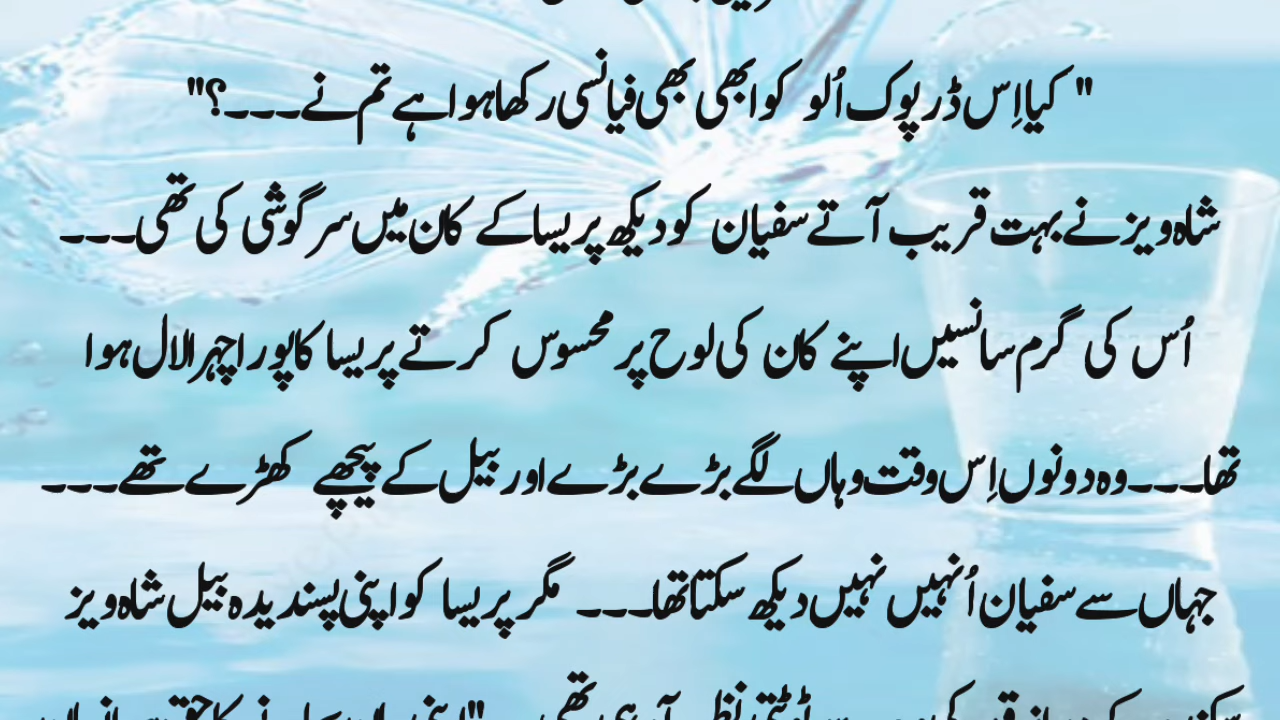 " کیا اِس ڈرپوک اُلو کو ابھی بھی فیانسی رکھا ہوا ہے تم نے۔۔۔؟"
شاہ ویز نے بہت قریب آتے سفیان کو دیکھ پریسا کے کان میں سرگوشی کی تھی۔۔۔
اُس کی گرم سانسیں اپنے کان کی لوح پر محسوس کرتے پریسا کا پورا چہرا لال ہوا
تھا۔۔۔ وہ دونوں اِس وقت وہاں لگے بڑے بڑے اور بیل کے پیچھے کھڑے تھے۔۔۔
جہاں سے سفیان اُنہیں نہیں دیکھ سکتا تھا۔۔۔ مگر پریسا کو اپنی پسندیدہ بیل شاہ ویز